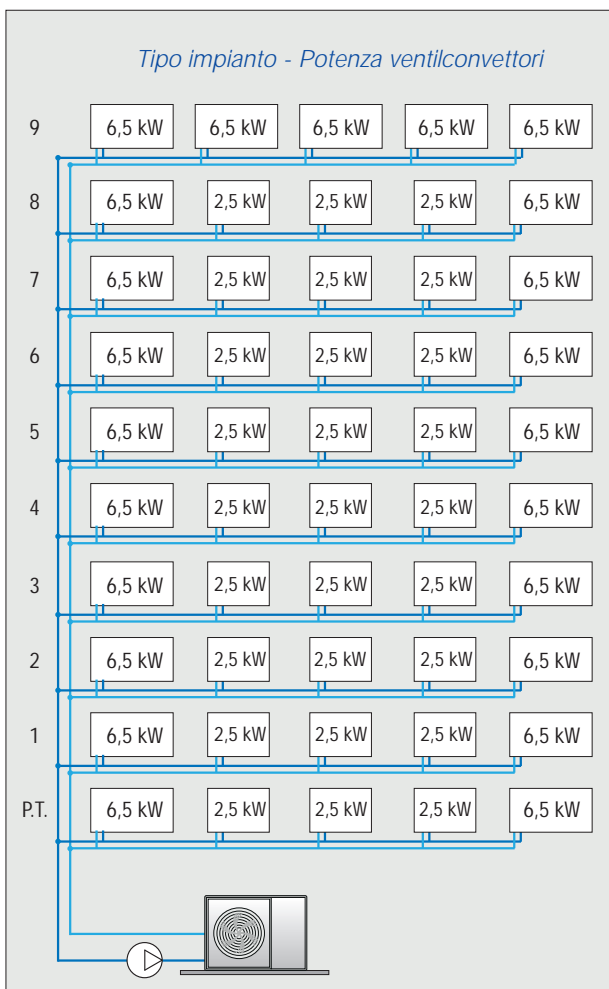 Tipo impianto - Potenza ventilconvettori
9 6,5 kW 6,5 kW 6,5 kW 6,5 kW 6,5 kW
8 6,5 kW 2,5 kW 2,5 kW 2,5 kW 6,5 kW
7 6,5 kW 2,5 kW 2,5 kW 2,5 kW 6,5 kW
6 6,5 kW 2,5 kW 2,5 kW 2,5 kW 6,5 kW
5 6,5 kW 2,5 kW 2,5 kW 2,5 kW 6,5 kW
4 6,5 kW 2,5 kW 2,5 kW 2,5 kW 6,5 kW
3 6,5 kW 2,5 kW 2,5 kW 2,5 kW 6,5 kW
2 6,5 kW 2,5 kW 2,5 kW 2,5 kW 6,5 kW
1 6,5 kW 2,5 kW 2,5 kW 2,5 kW 6,5 kW
P.T. 6,5 kW 2,5 kW 2,5 kW 2,5 kW 6,5 kW